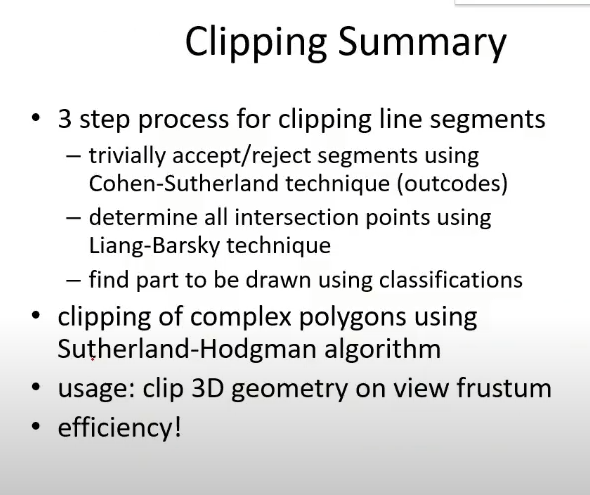 Clipping Summary
• 3 step process for clipping line segments
– trivially accept/reject segments using
Cohen-Sutherland technique (outcodes)
– determine all intersection points using
Liang-Barsky technique
– find part to be drawn using classifications
• clipping of complex polygons using
Sutherland-Hodgman algorithm
• usage: clip 3D geometry on view frustum
• efficiency!